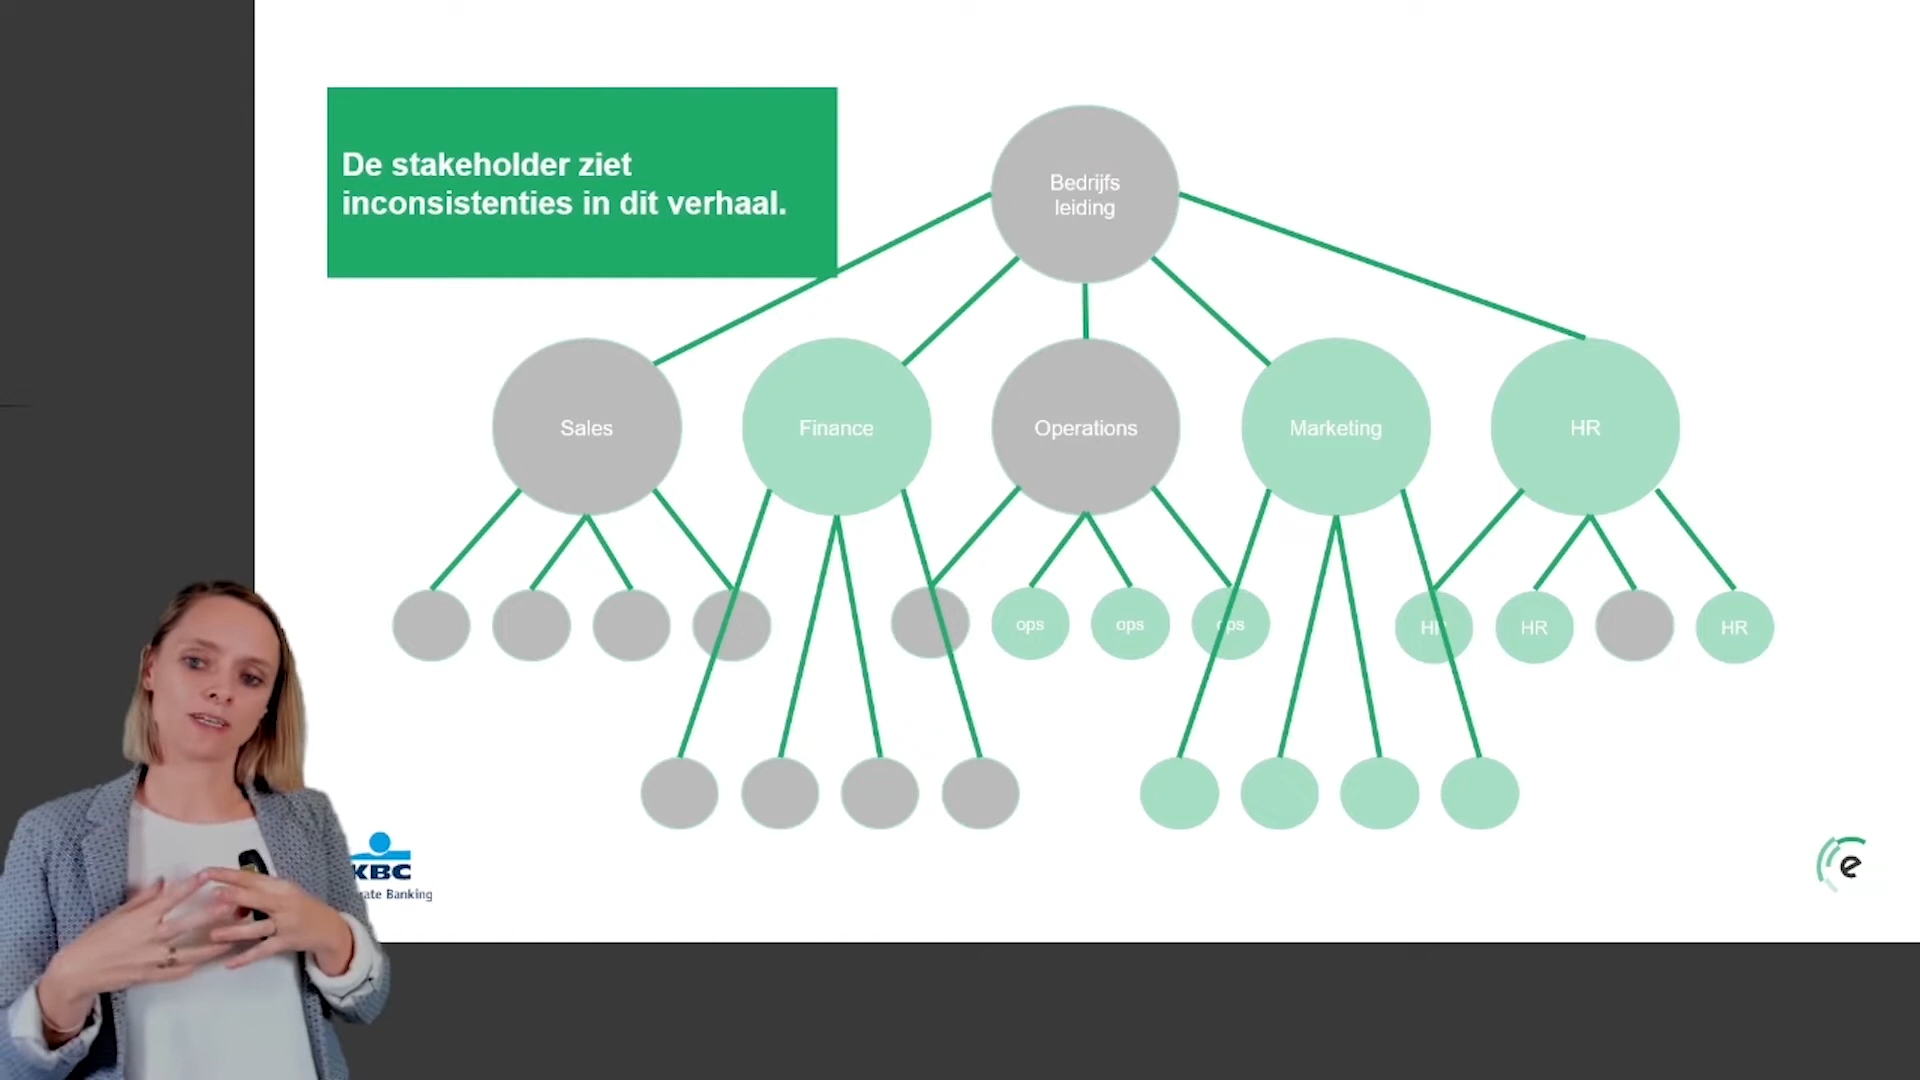 De stakeholder ziet
inconsistenties in dit verhaal.
Bedrijfs
leiding
Sales
Finance
Operations
Marketing
HR
ops
ops
ops
HR
HR
HR
KBC
rate Banking
e